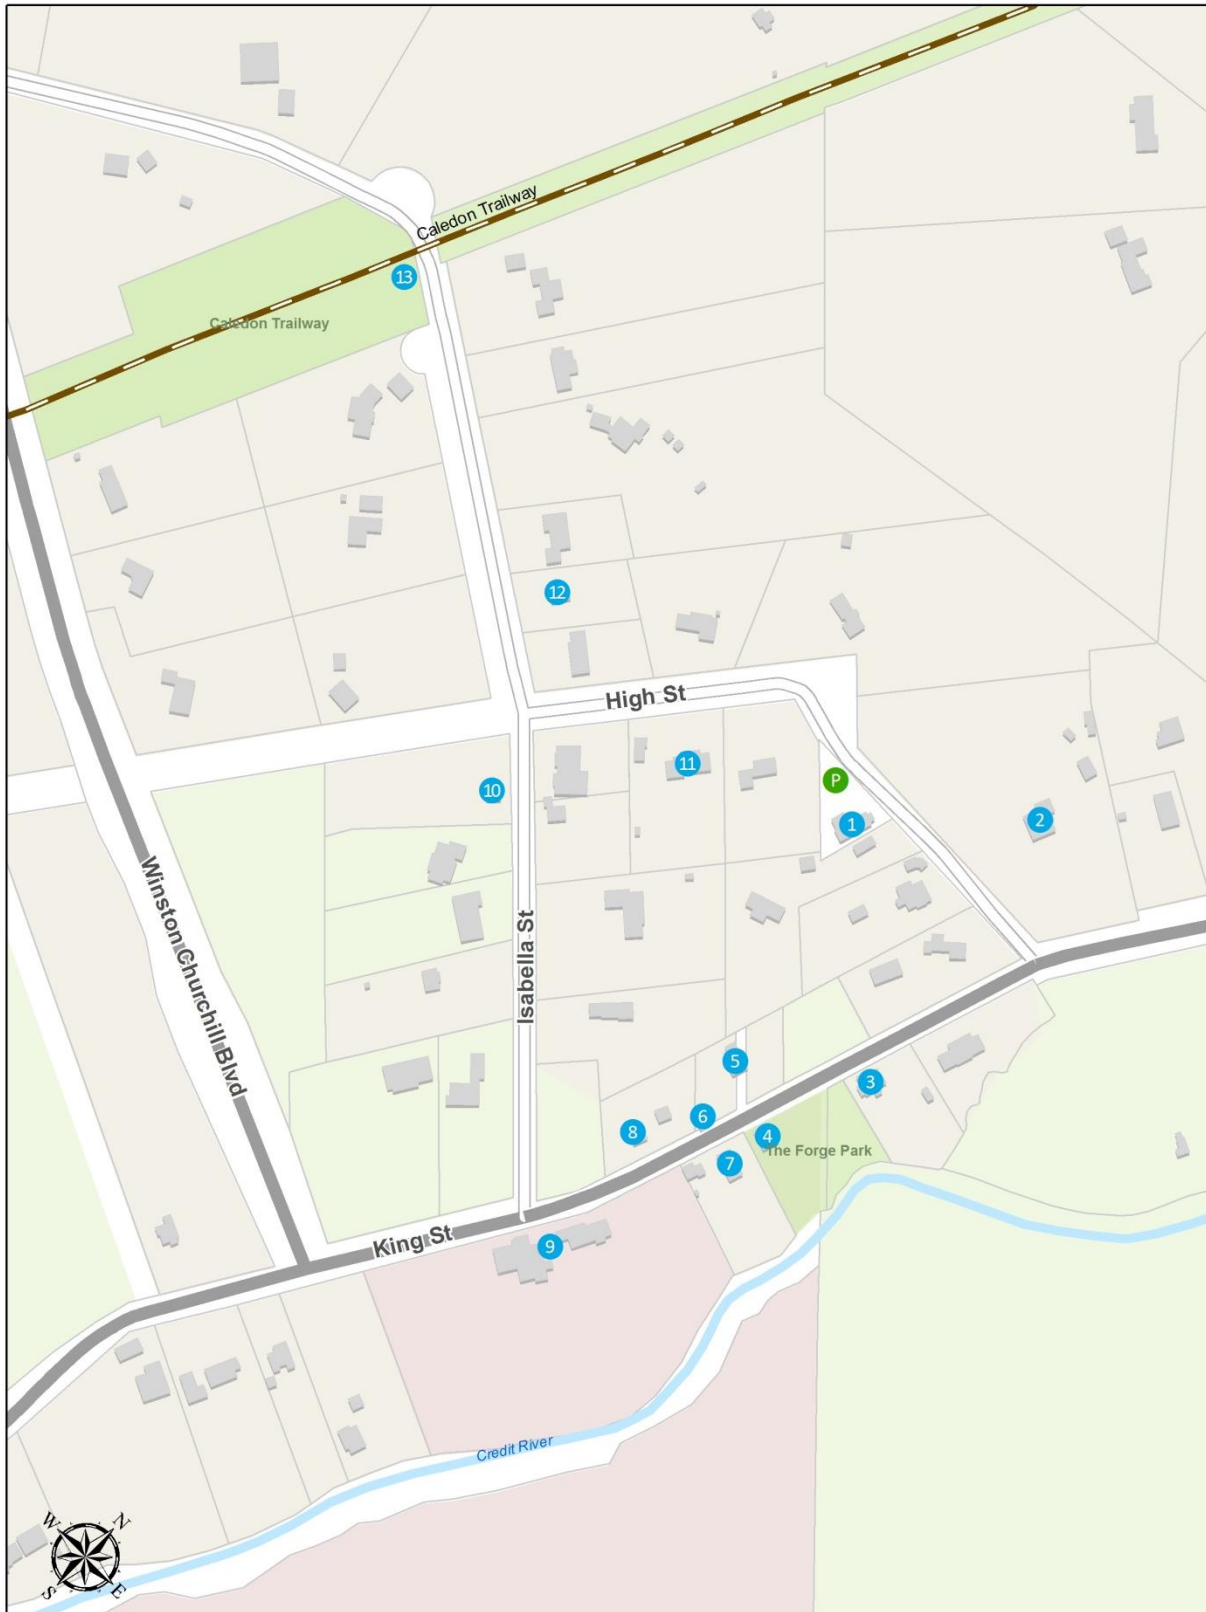 Caledon Trailway
13
Caledon Trailway
12
High St
11
P
10
1
2
Winston Churchill Blvd
Isabella St
5
3
6
8
4
The Forge Park
7
King St
9
Credit River
W
N
S
E